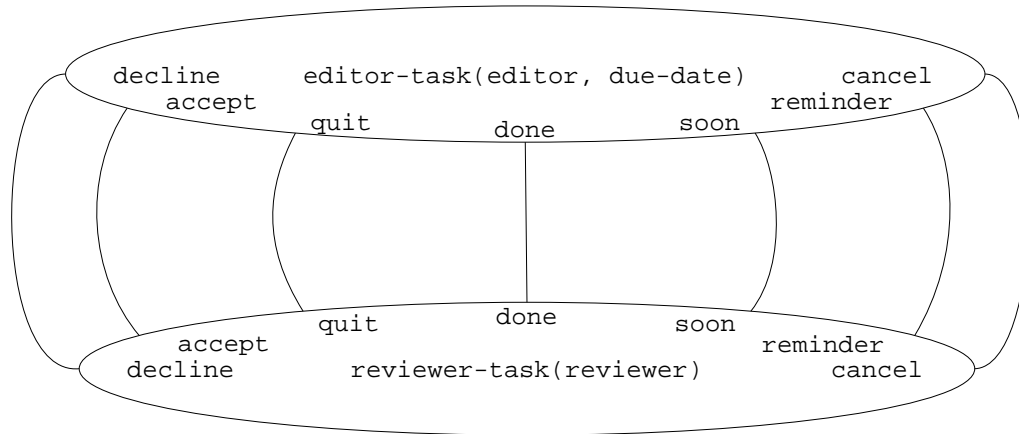 decline editor-task(editor, due-date) cancel
accept reminder
quit done soon
quit done soon
accept reminder
decline reviewer-task(reviewer) cancel